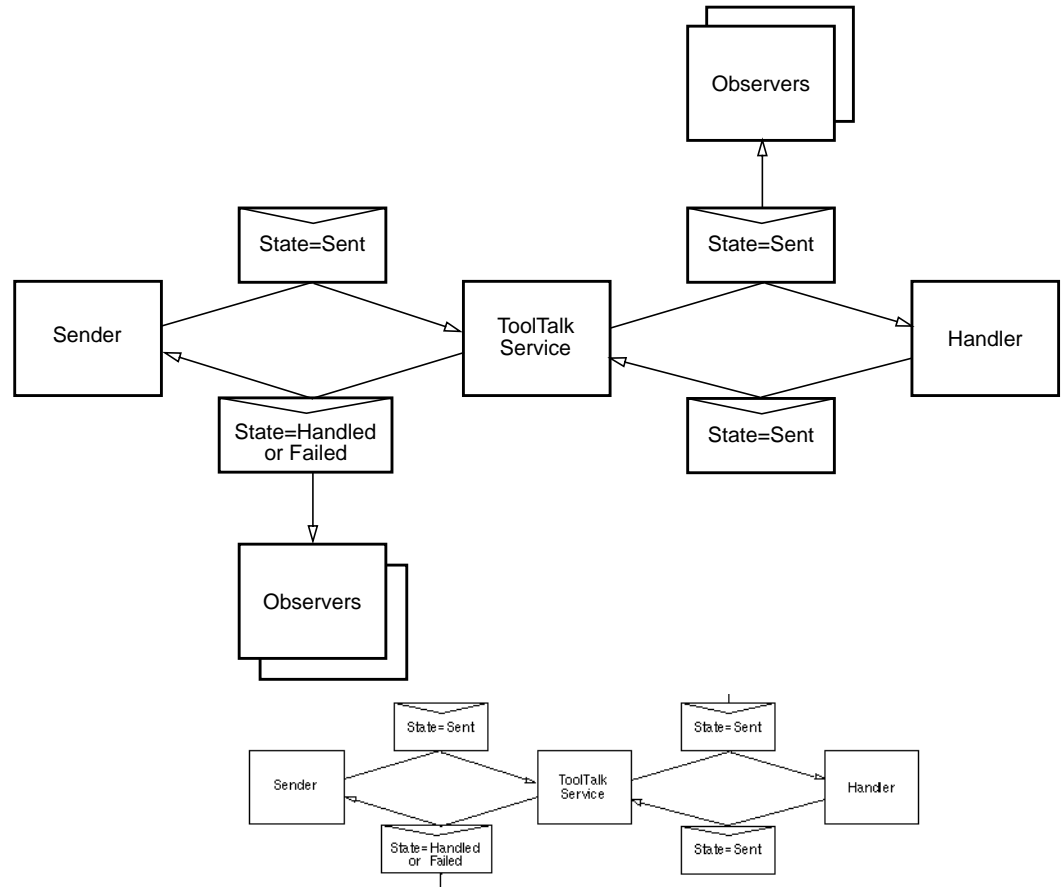 Observers
State=Sent
State=Sent
Sender
ToolTalk
Service
Handler
State=Handled
or Failed
State=Sent
Observers
State=Sent
State=Sent
Sender
ToolTalk
Service
Handler
State=Handled
or Failed
State=Sent